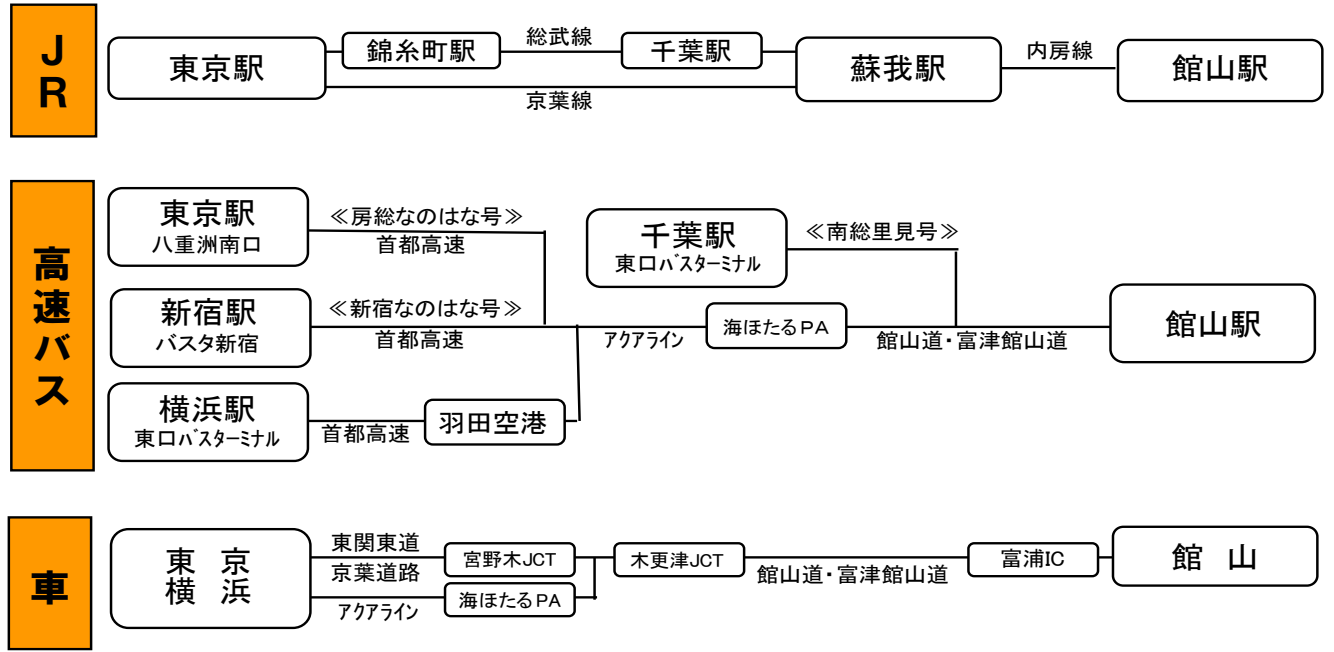 JR
東京駅
錦糸町駅
総武線
千葉駅
京葉線
蘇我駅
内房線
館山駅
高速バス
東京駅
八重洲南口
≪房総なのはな号≫
首都高速
新宿駅
バスタ新宿
≪新宿なのはな号≫
首都高速
横浜駅
東口バスターミナル
首都高速
羽田空港
アクアライン
千葉駅
東口バスターミナル
≪南総里見号≫
海ほたるPA
館山道・富津館山道
館山駅
車
東 京
横 浜
東関東道
京葉道路
アクアライン
宮野木JCT
海ほたるPA
木更津JCT
館山道・富津館山道
富浦IC
館 山